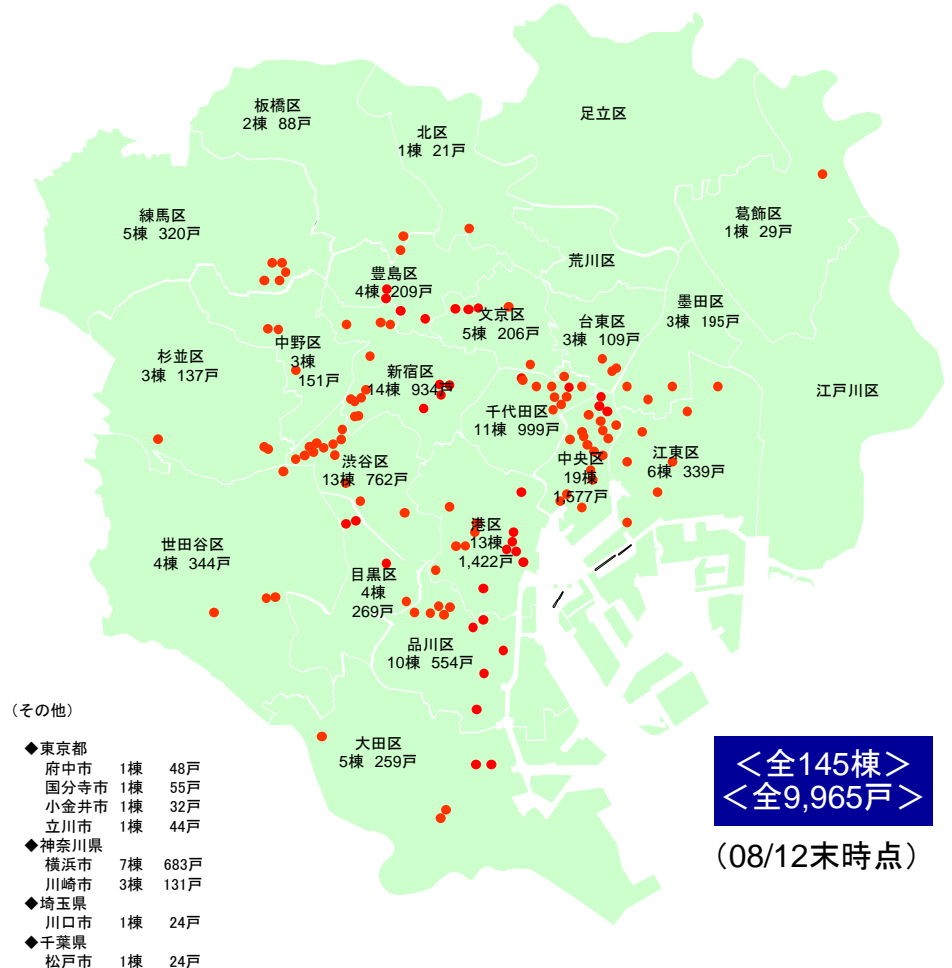 板橋区
2棟 88戸
北区
1棟 21戸
足立区
練馬区
5棟 320戸
葛飾区
1棟 29戸
豊島区
4棟 209戸
荒川区
文京区
5棟 206戸
台東区
3棟 109戸
墨田区
3棟 195戸
杉並区
3棟 137戸
中野区
3棟
151戸
新宿区
14棟 934戸
江戸川区
千代田区
11棟 999戸
渋谷区
13棟 762戸
中央区
19棟
1,577戸
江東区
6棟 339戸
世田谷区
4棟 344戸
港区
13棟
1,422戸
目黒区
4棟
269戸
品川区
10棟 554戸
大田区
5棟 259戸
（その他）
◆東京都
府中市 1棟 48戸
国分寺市 1棟 55戸
小金井市 1棟 32戸
立川市 1棟 44戸
◆神奈川県
横浜市 7棟 683戸
川崎市 3棟 131戸
◆埼玉県
川口市 1棟 24戸
◆千葉県
松戸市 1棟 24戸
＜全145棟＞
＜全9,965戸＞
（08/12末時点）